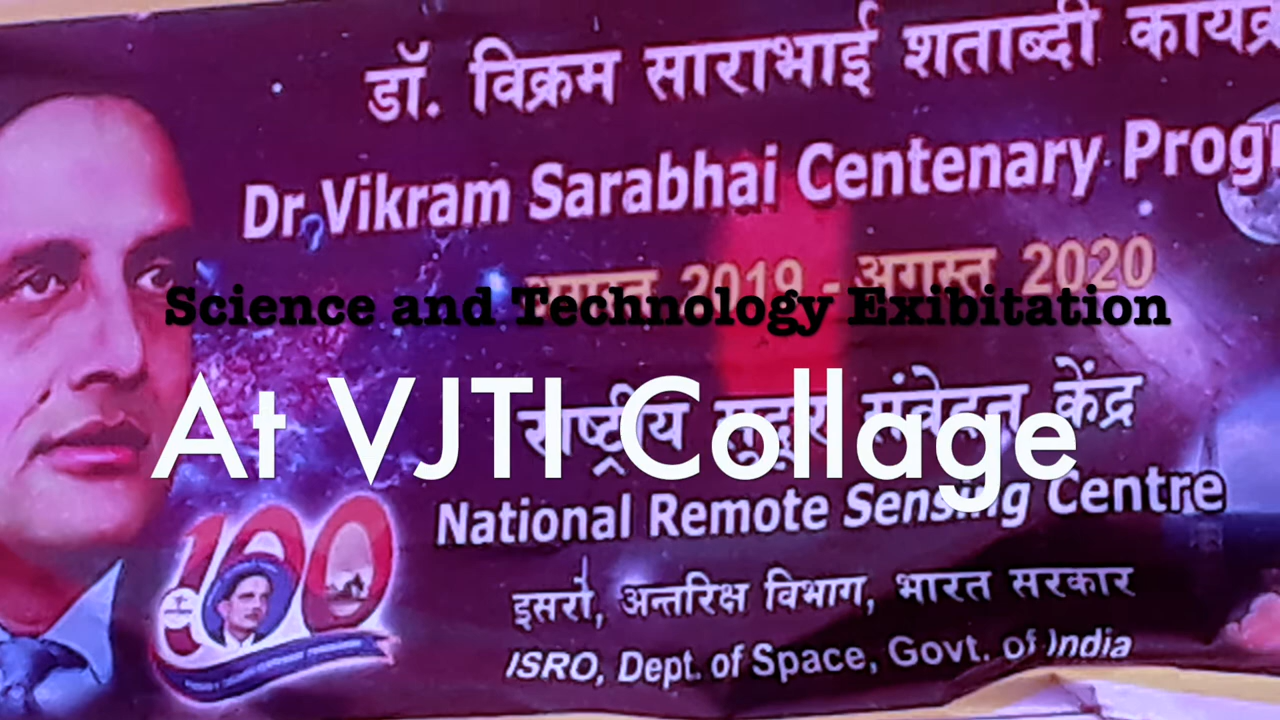 डॉ. विक्रम साराभाई शताब्दी
Dr Vikram Sarabhai Centenary
2019 - अगस्त 2020
Science and Technology Exibitation
At VJTI Collage
राष्ट्रीय सुदूर संवेदन केंद्र
National Remote Sensing Centre
100
इसरो, अन्तरिक्ष विभाग, भारत सरकार
ISRO, Dept. of Space, Govt. of India